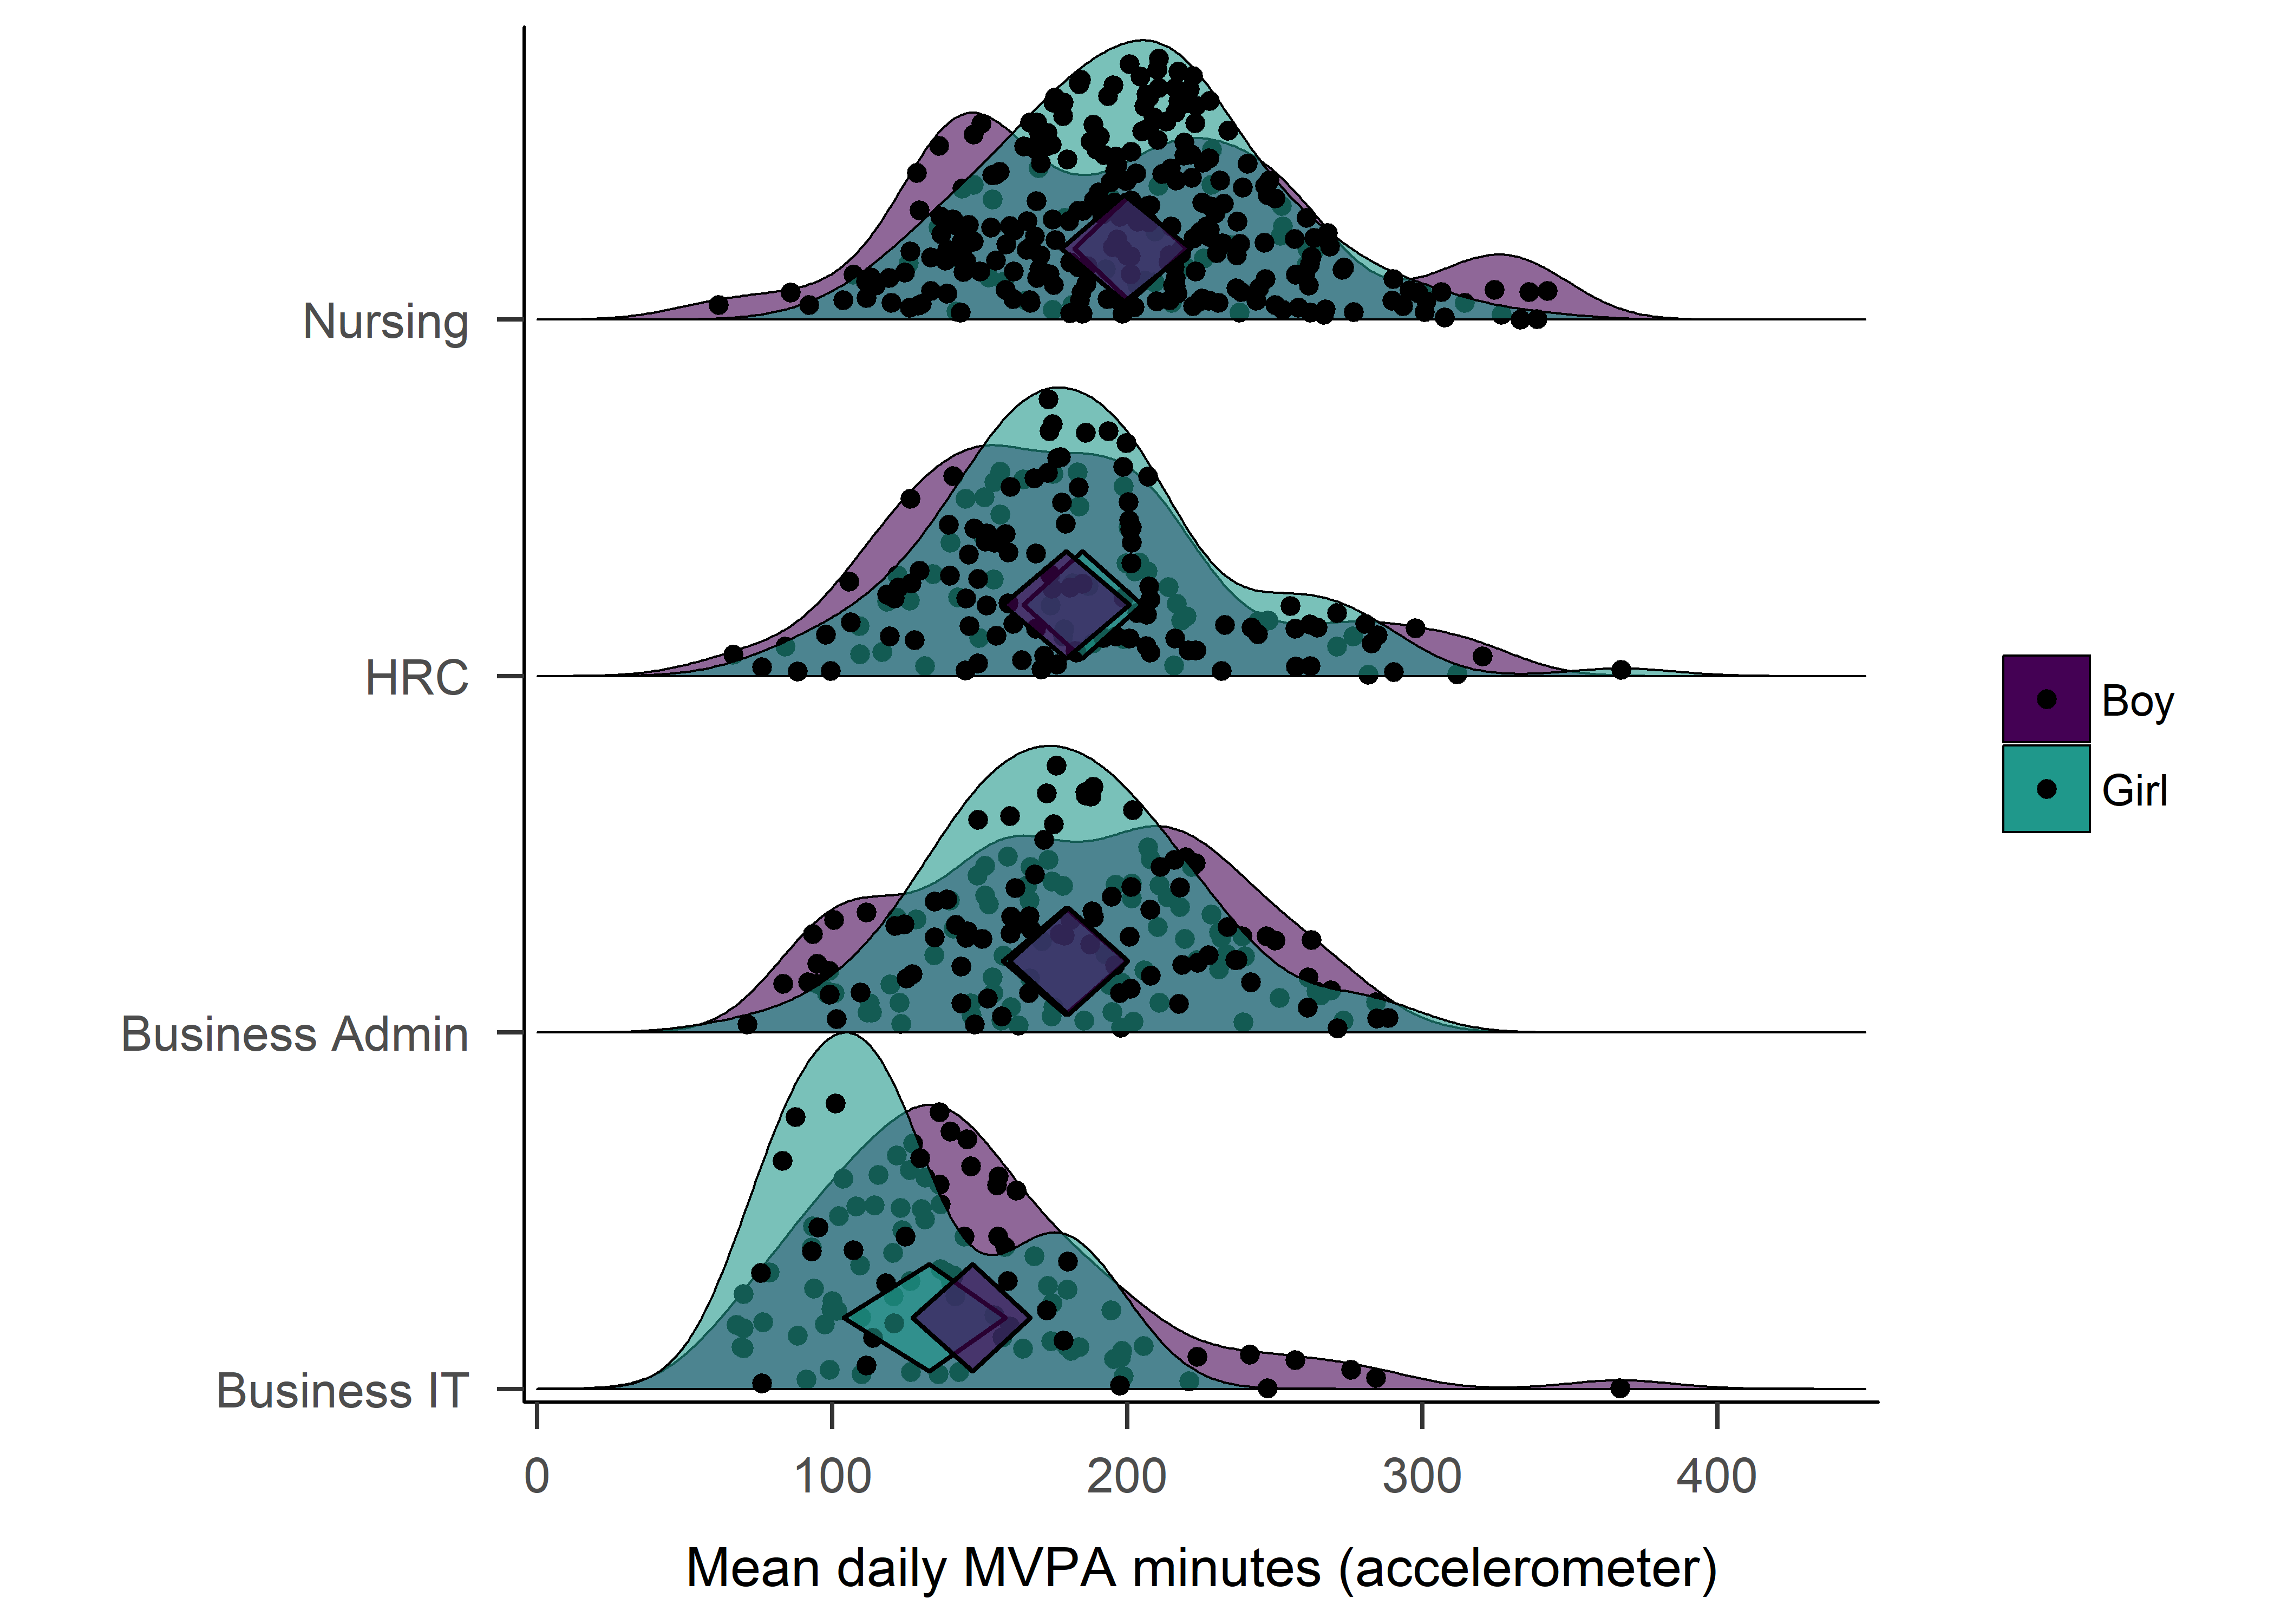 Nursing
HRC
Business Admin
Business IT
Boy
Girl
0 100 200 300 400
Mean daily MVPA minutes (accelerometer)